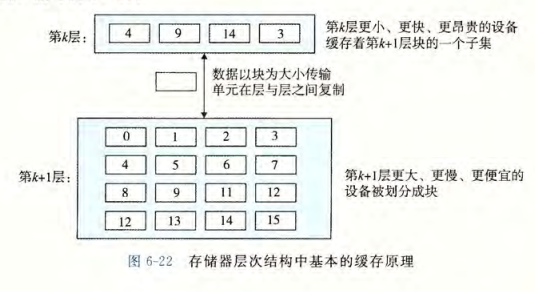 第k层：
4 9 14 3
第k层更小、更快、更昂贵的设备
缓存着第k+1层块的一个子集
数据以块为大小传输
单元在层与层之间复制
第k+1层：
0 1 2 3
4 5 6 7
8 9 11 12
12 13 14 15
第k+1层更大、更慢、更便宜的
设备被划分成块
图 6-22 存储器层次结构中基本的缓存原理